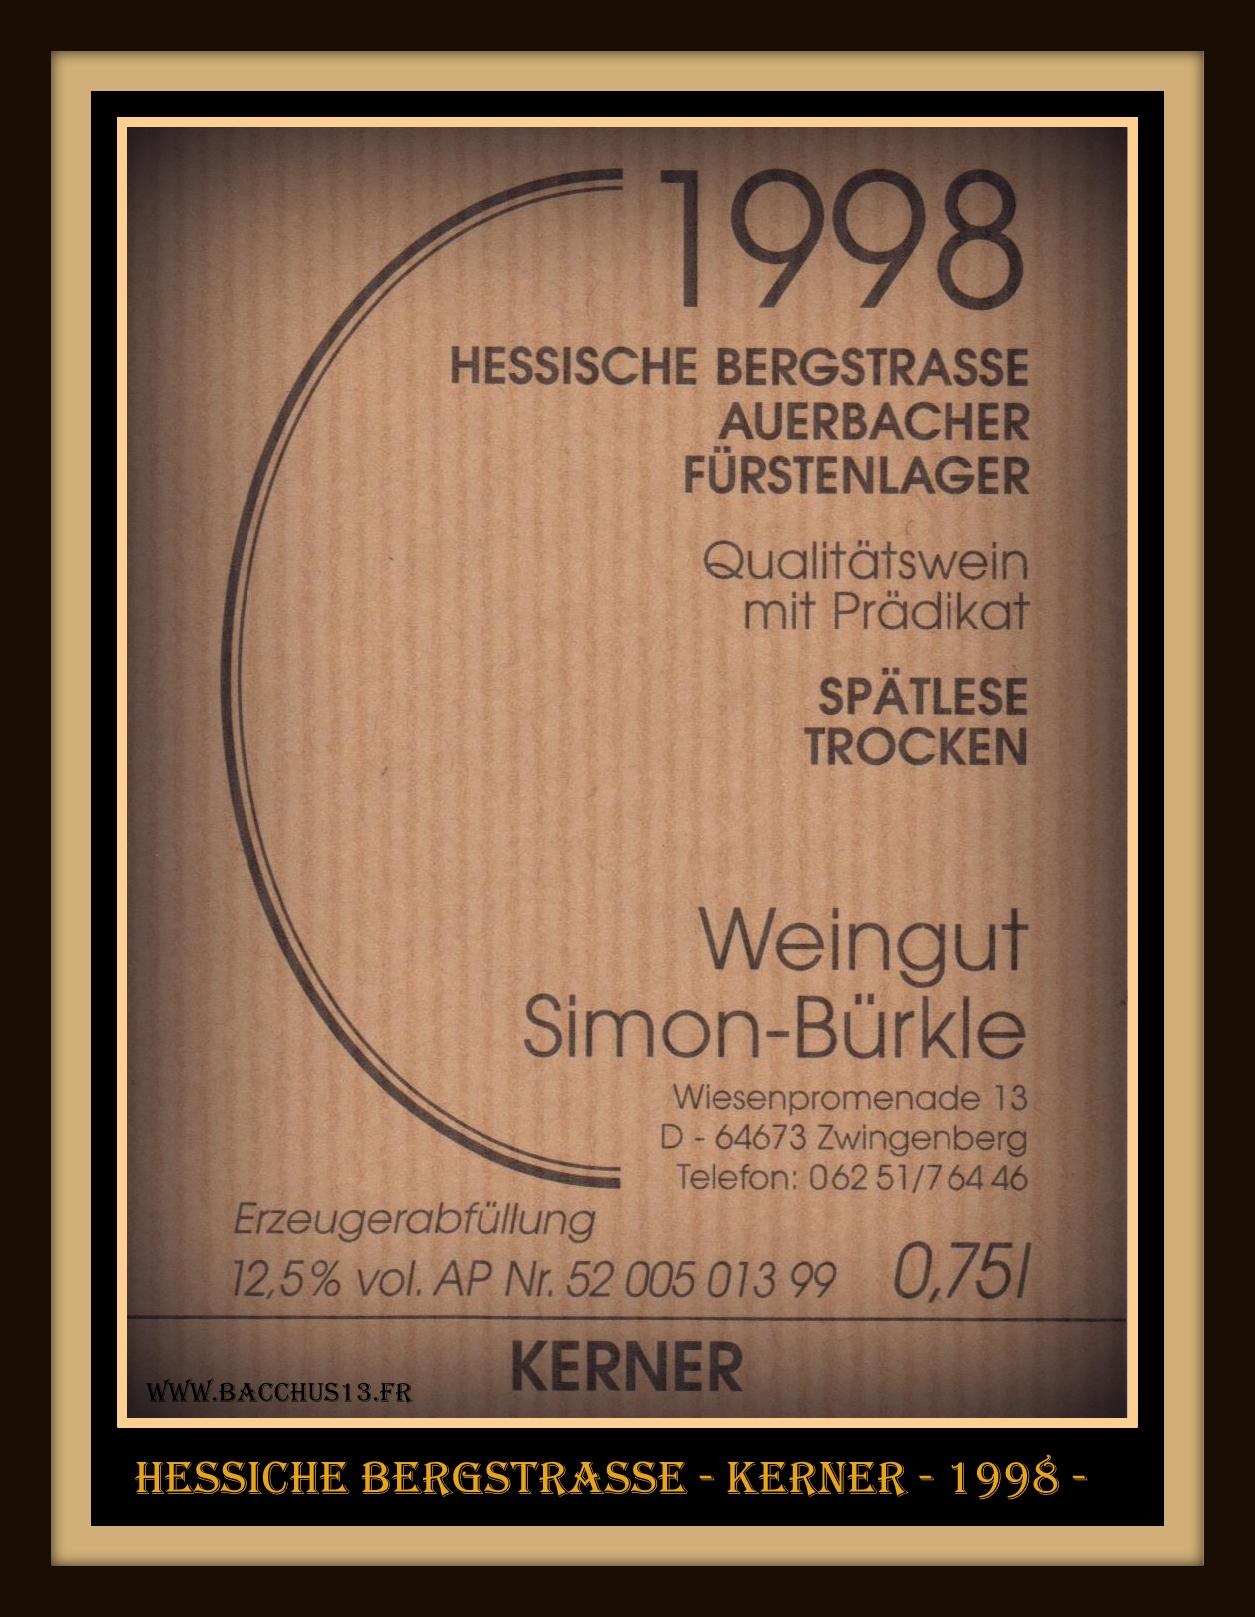 1998
HESSISCHE BERGSTRASSE
AUERBACHER
FÜRSTENLAGER
Qualitätswein
mit Prädikat
SPÄTLESE
TROCKEN
Weingut
Simon-Bürkle
Wiesenpromenade 13
D - 64673 Zwingenberg
Telefon: 062 51/7 64 46
Erzeugerabfüllung
12,5% vol. AP Nr. 52 005 013 99 0,75l
KERNER
WWW.BACCHUS13.FR
HESSICHE BERGSTRASSE - KERNER - 1998 -